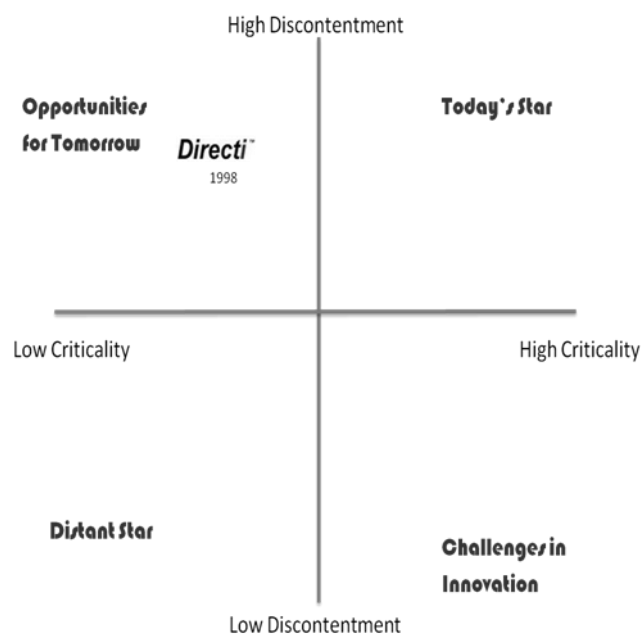 High Discontentment
Opportunities
for Tomorrow
Today's Star
Directi™
1998
Low Criticality
High Criticality
Distant Star
Challenges in
Innovation
Low Discontentment